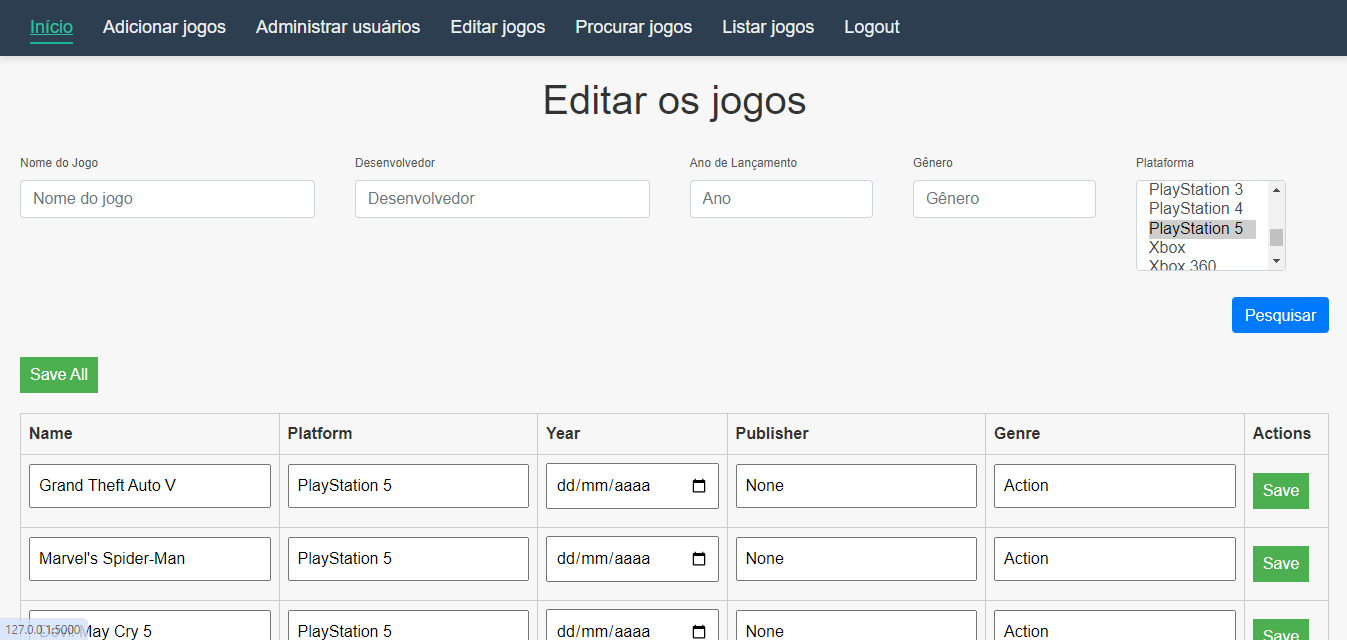 Início Adicionar jogos Administrar usuários Editar jogos Procurar jogos Listar jogos Logout
Editar os jogos
Nome do Jogo Desenvolvedor Ano de Lançamento Gênero Plataforma
Nome do jogo Desenvolvedor Ano Gênero
PlayStation 3
PlayStation 4
PlayStation 5
Xbox
Xbox 360
Pesquisar
Save All
Name Platform Year Publisher Genre Actions
Grand Theft Auto V PlayStation 5 dd/mm/aaaa None Action Save
Marvel's Spider-Man PlayStation 5 dd/mm/aaaa None Action Save
Devil May Cry 5 PlayStation 5 dd/mm/aaaa None Action Save
127.0.0.1:5000